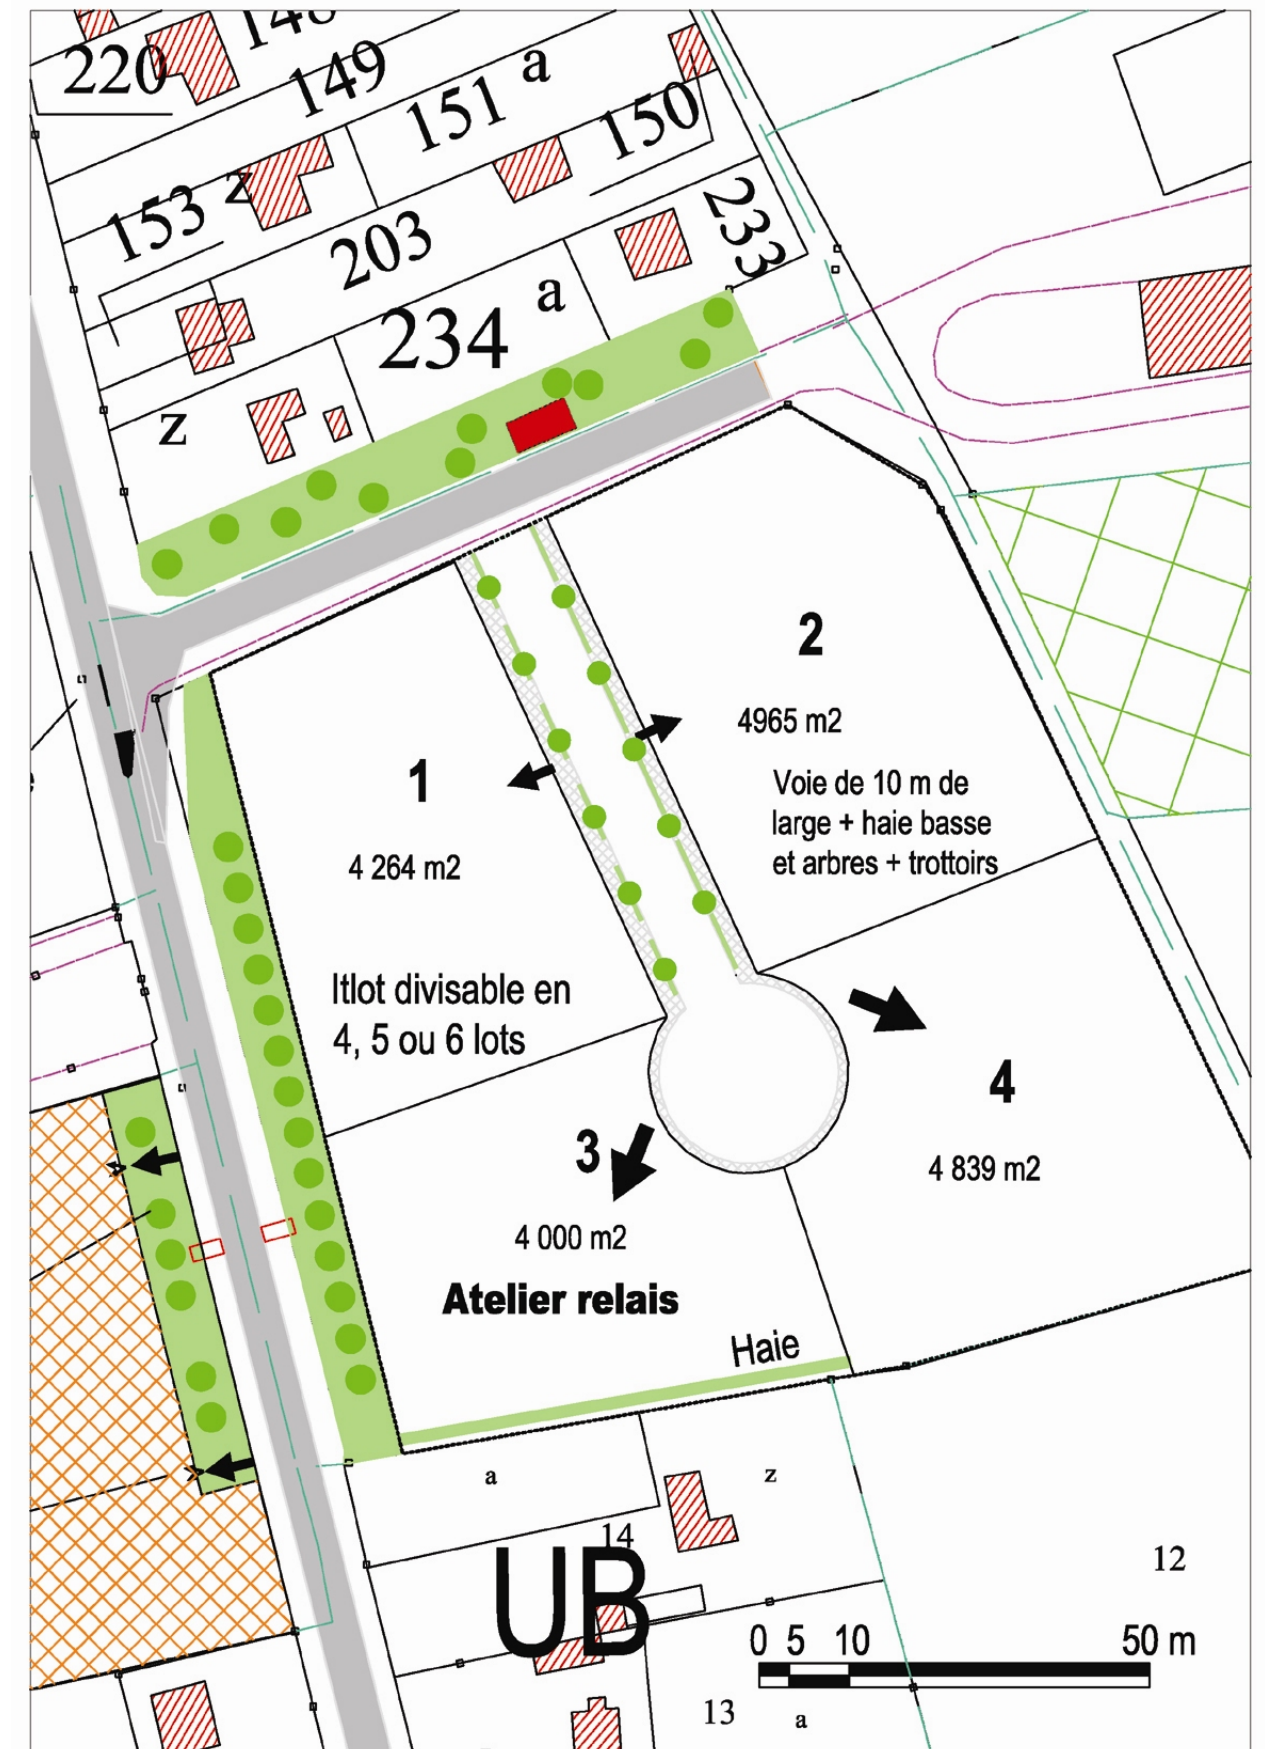 148
220
149
151
a
150
153
z
203
233
234
a
z
2
4965 m2
Voie de 10 m de
large + haie basse
et arbres + trottoirs
1
4 264 m2
Itlot divisable en
4, 5 ou 6 lots
4
4 839 m2
3
4 000 m2
Atelier relais
Haie
a
z
14
UB
12
0 5 10 50 m
13
a